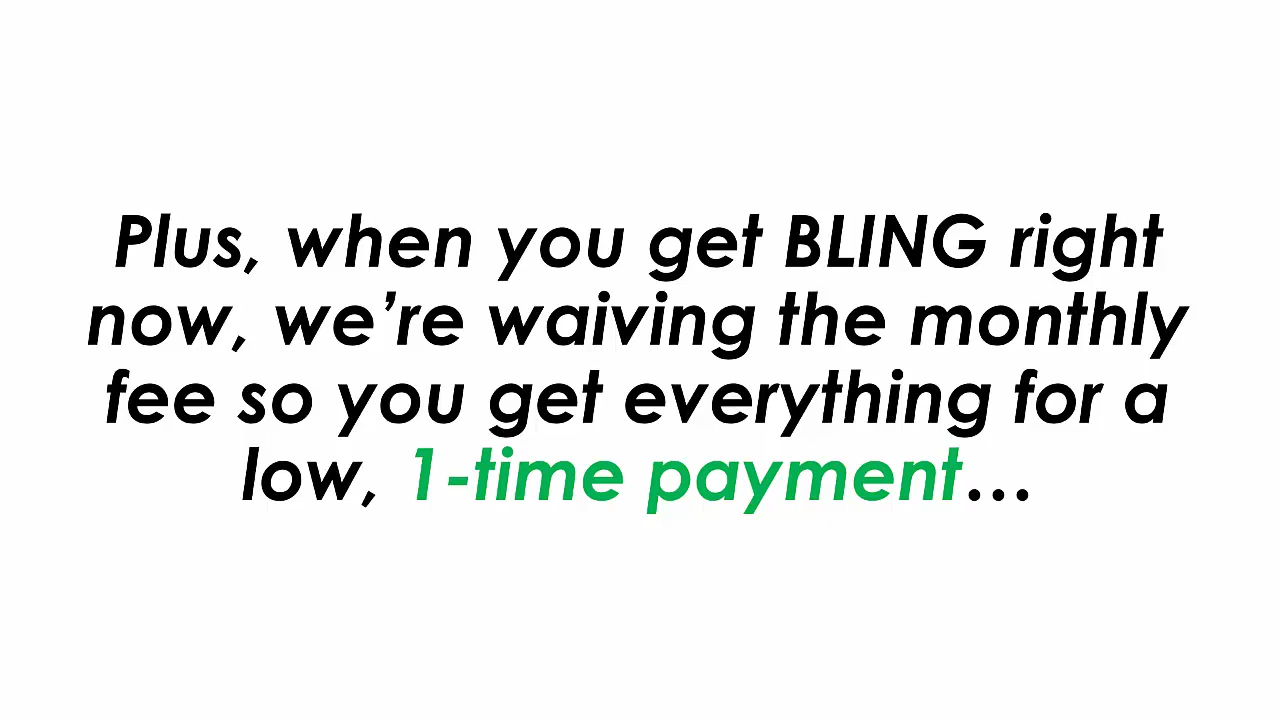 Plus, when you get BLING right
now, we’re waiving the monthly
fee so you get everything for a
low, 1-time payment…